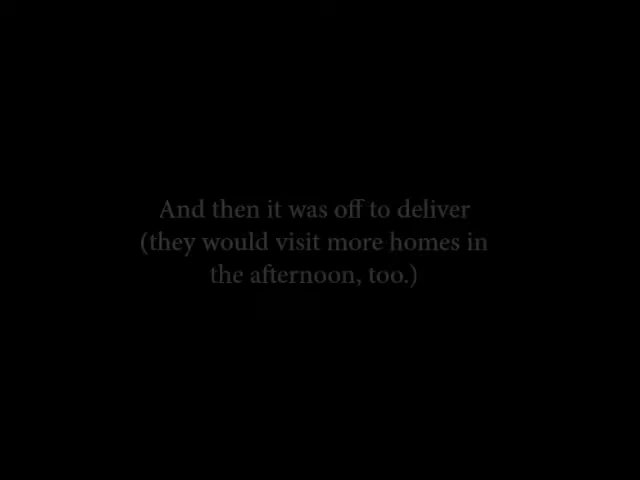 And then it was off to deliver
(they would visit more homes in
the afternoon, too.)